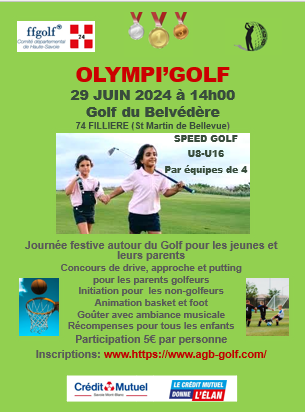 ffgolf
Comité départemental
de Haute-Savoie
74
OLYMPI'GOLF
29 JUIN 2024 à 14h00
Golf du Belvédère
74 FILLIERE (St Martin de Bellevue)
SPEED GOLF
U8-U16
Par équipes de 4
Journée festive autour du Golf pour les jeunes et
leurs parents
Concours de drive, approche et putting
pour les parents golfeurs
Initiation pour les non-golfeurs
Animation basket et foot
Goûter avec ambiance musicale
Récompenses pour tous les enfants
Participation 5€ par personne
Inscriptions: www.https://www.agb-golf.com/
Crédit Mutuel
Savoie-Mont Blanc
LE CRÉDIT MUTUEL
DONNE L'ÉLAN